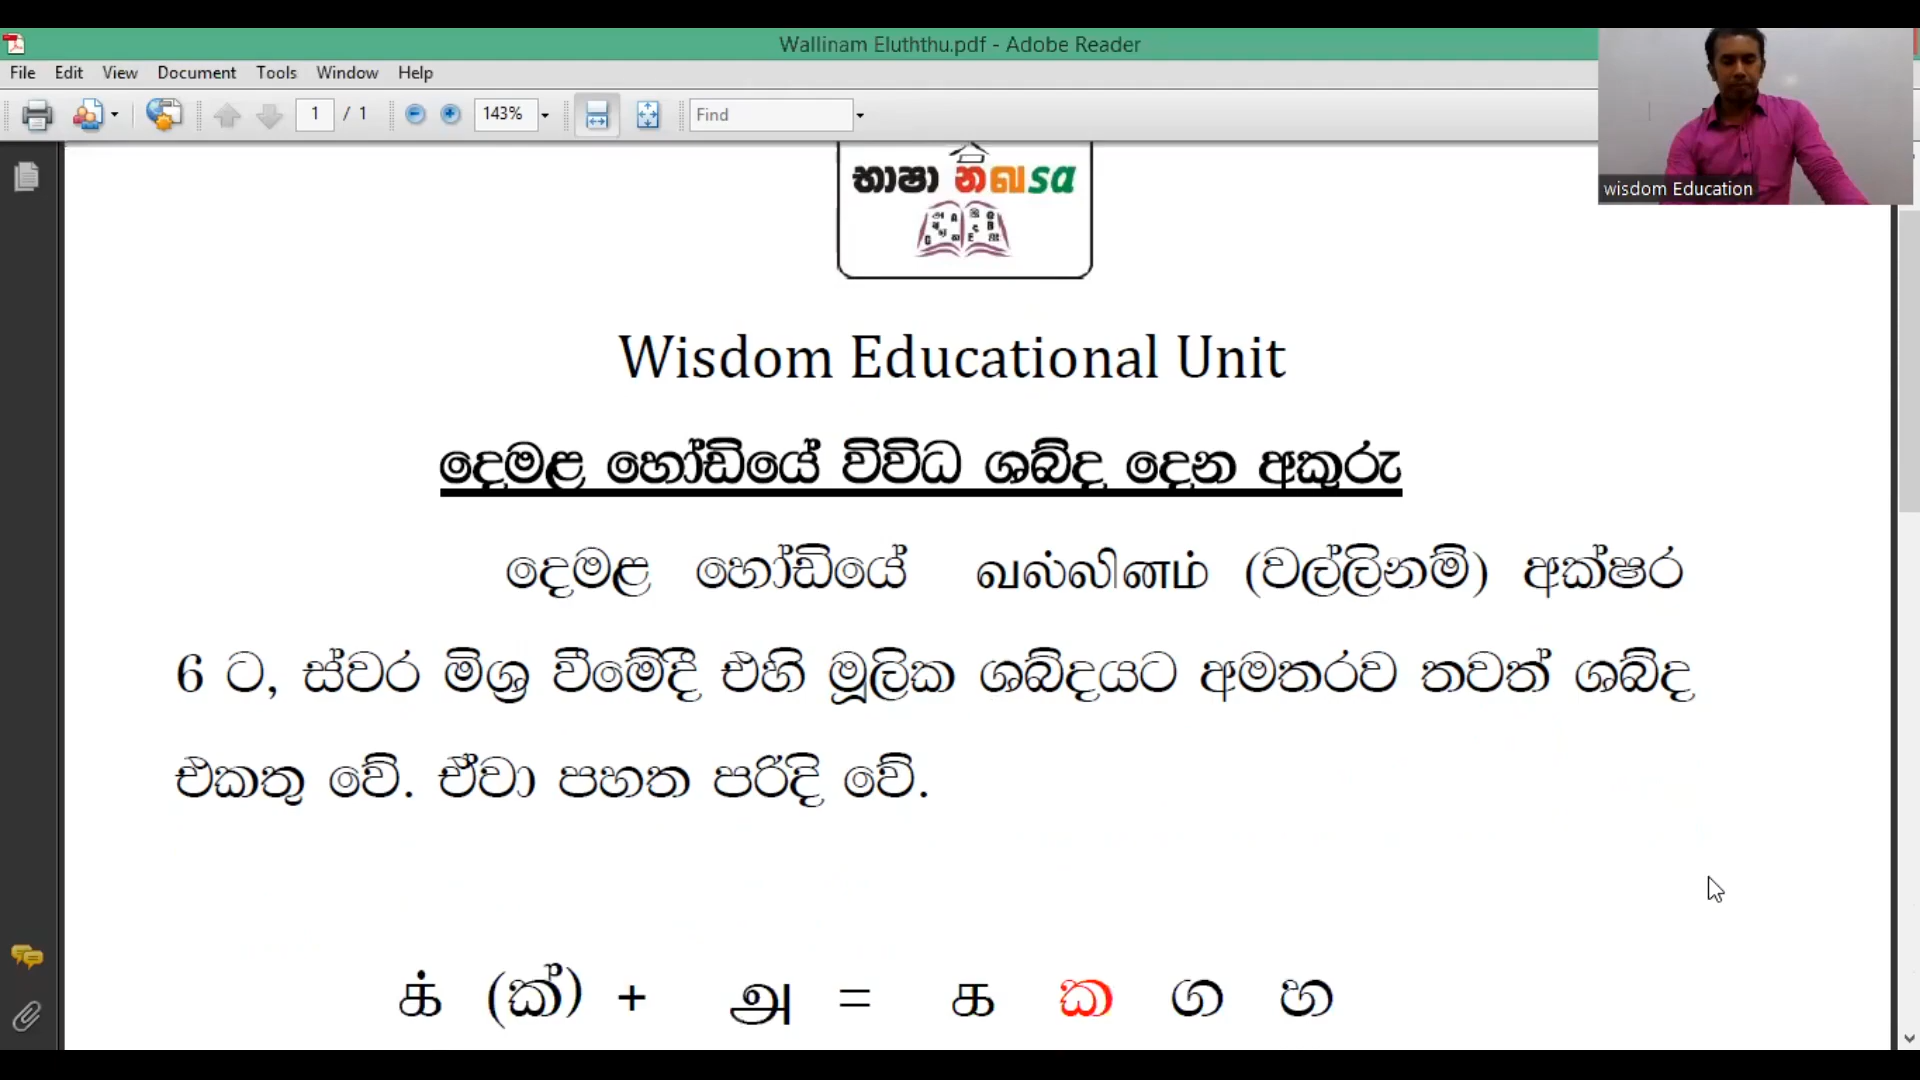 Wallinam Eluththu.pdf - Adobe Reader
File Edit View Document Tools Window Help
1 / 1 143% Find
wisdom Education
භාෂා
Wisdom Educational Unit
දෙමළ හෝඩියේ විවිධ ශබ්ද දෙන අකුරු
දෙමළ හෝඩියේ வல்லினம் (වල්ලිනම්) අක්ෂර
6 ට, ස්වර මිශ්‍ර වීමේදී එහි මූලික ශබ්දයට අමතරව තවත් ශබ්ද
එකතු වේ. ඒවා පහත පරිදි වේ.
க் (ක්) + அ = க ක ග හ